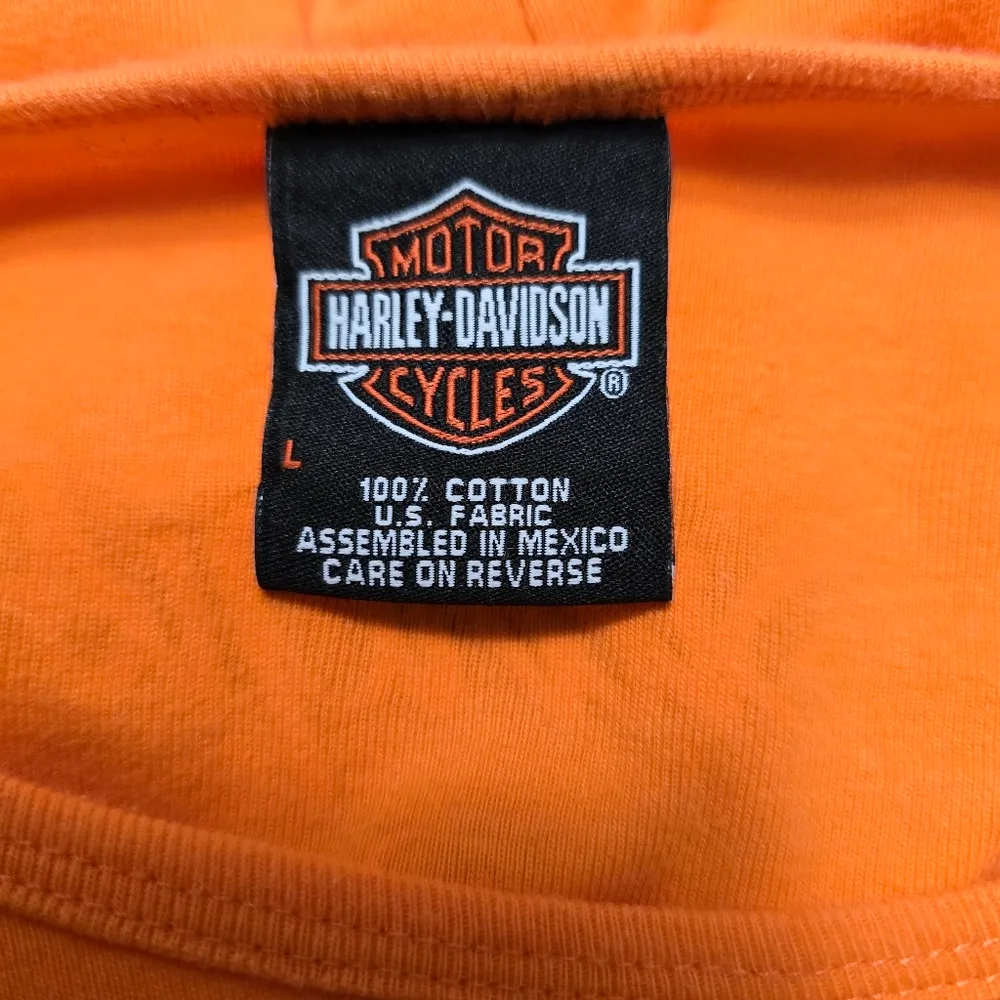 MOTOR
HARLEY-DAVIDSON
CYCLES
®
L
100% COTTON
U.S. FABRIC
ASSEMBLED IN MEXICO
CARE ON REVERSE